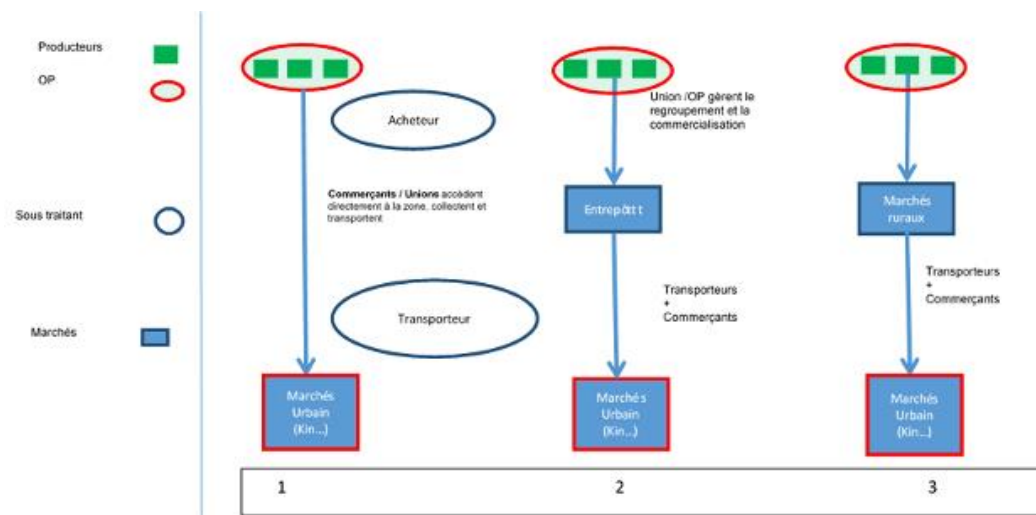 Producteurs
OP
Sous traitant
Marchés
Acheteur
Commerçants / Unions accèdent
directement à la zone, collectent et
transportent
Transporteur
Marchés
Urbain
(Kin...)
Union /OP gèrent le
regroupement et la
commercialisation
Entrepôtt t
Transporteurs
+
Commerçants
Marchés
Urbain
(Kin...)
Marchés
ruraux
Transporteurs
+
Commerçants
Marchés
Urbain
(Kin...)
1
2
3